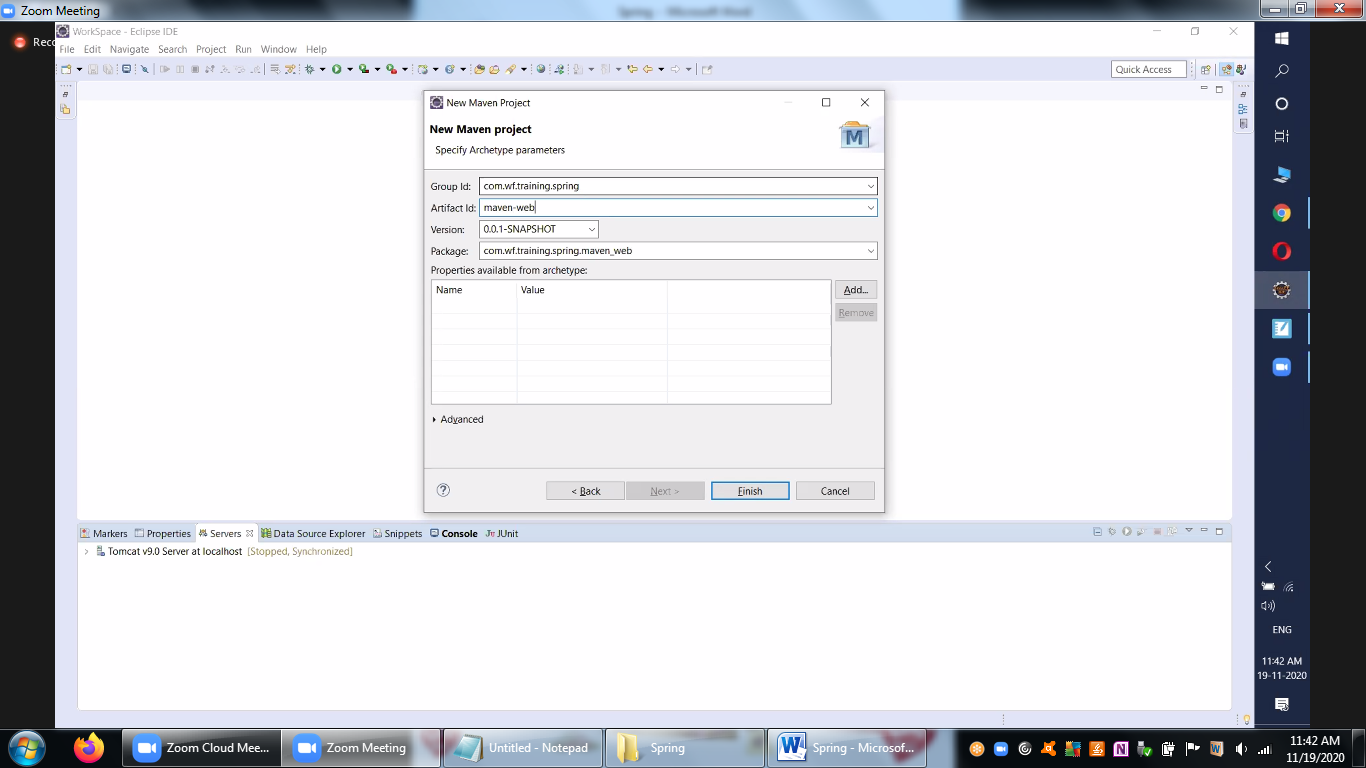 Zoom Meeting
Spring - Microsoft Word
Reco
WorkSpace - Eclipse IDE
File Edit Navigate Search Project Run Window Help
Quick Access
New Maven Project
New Maven project
Specify Archetype parameters
M
Group Id: com.wf.training.spring
Artifact Id: maven-web
Version: 0.0.1-SNAPSHOT
Package: com.wf.training.spring.maven_web
Properties available from archetype:
Name Value
Add...
Remove
Advanced
< Back Next > Finish Cancel
Markers Properties Servers Data Source Explorer Snippets Console JUnit
Tomcat v9.0 Server at localhost [Stopped, Synchronized]
ENG
11:42 AM
19-11-2020
Zoom Cloud Mee... Zoom Meeting Untitled - Notepad Spring Spring - Microsof...
11:42 AM
11/19/2020